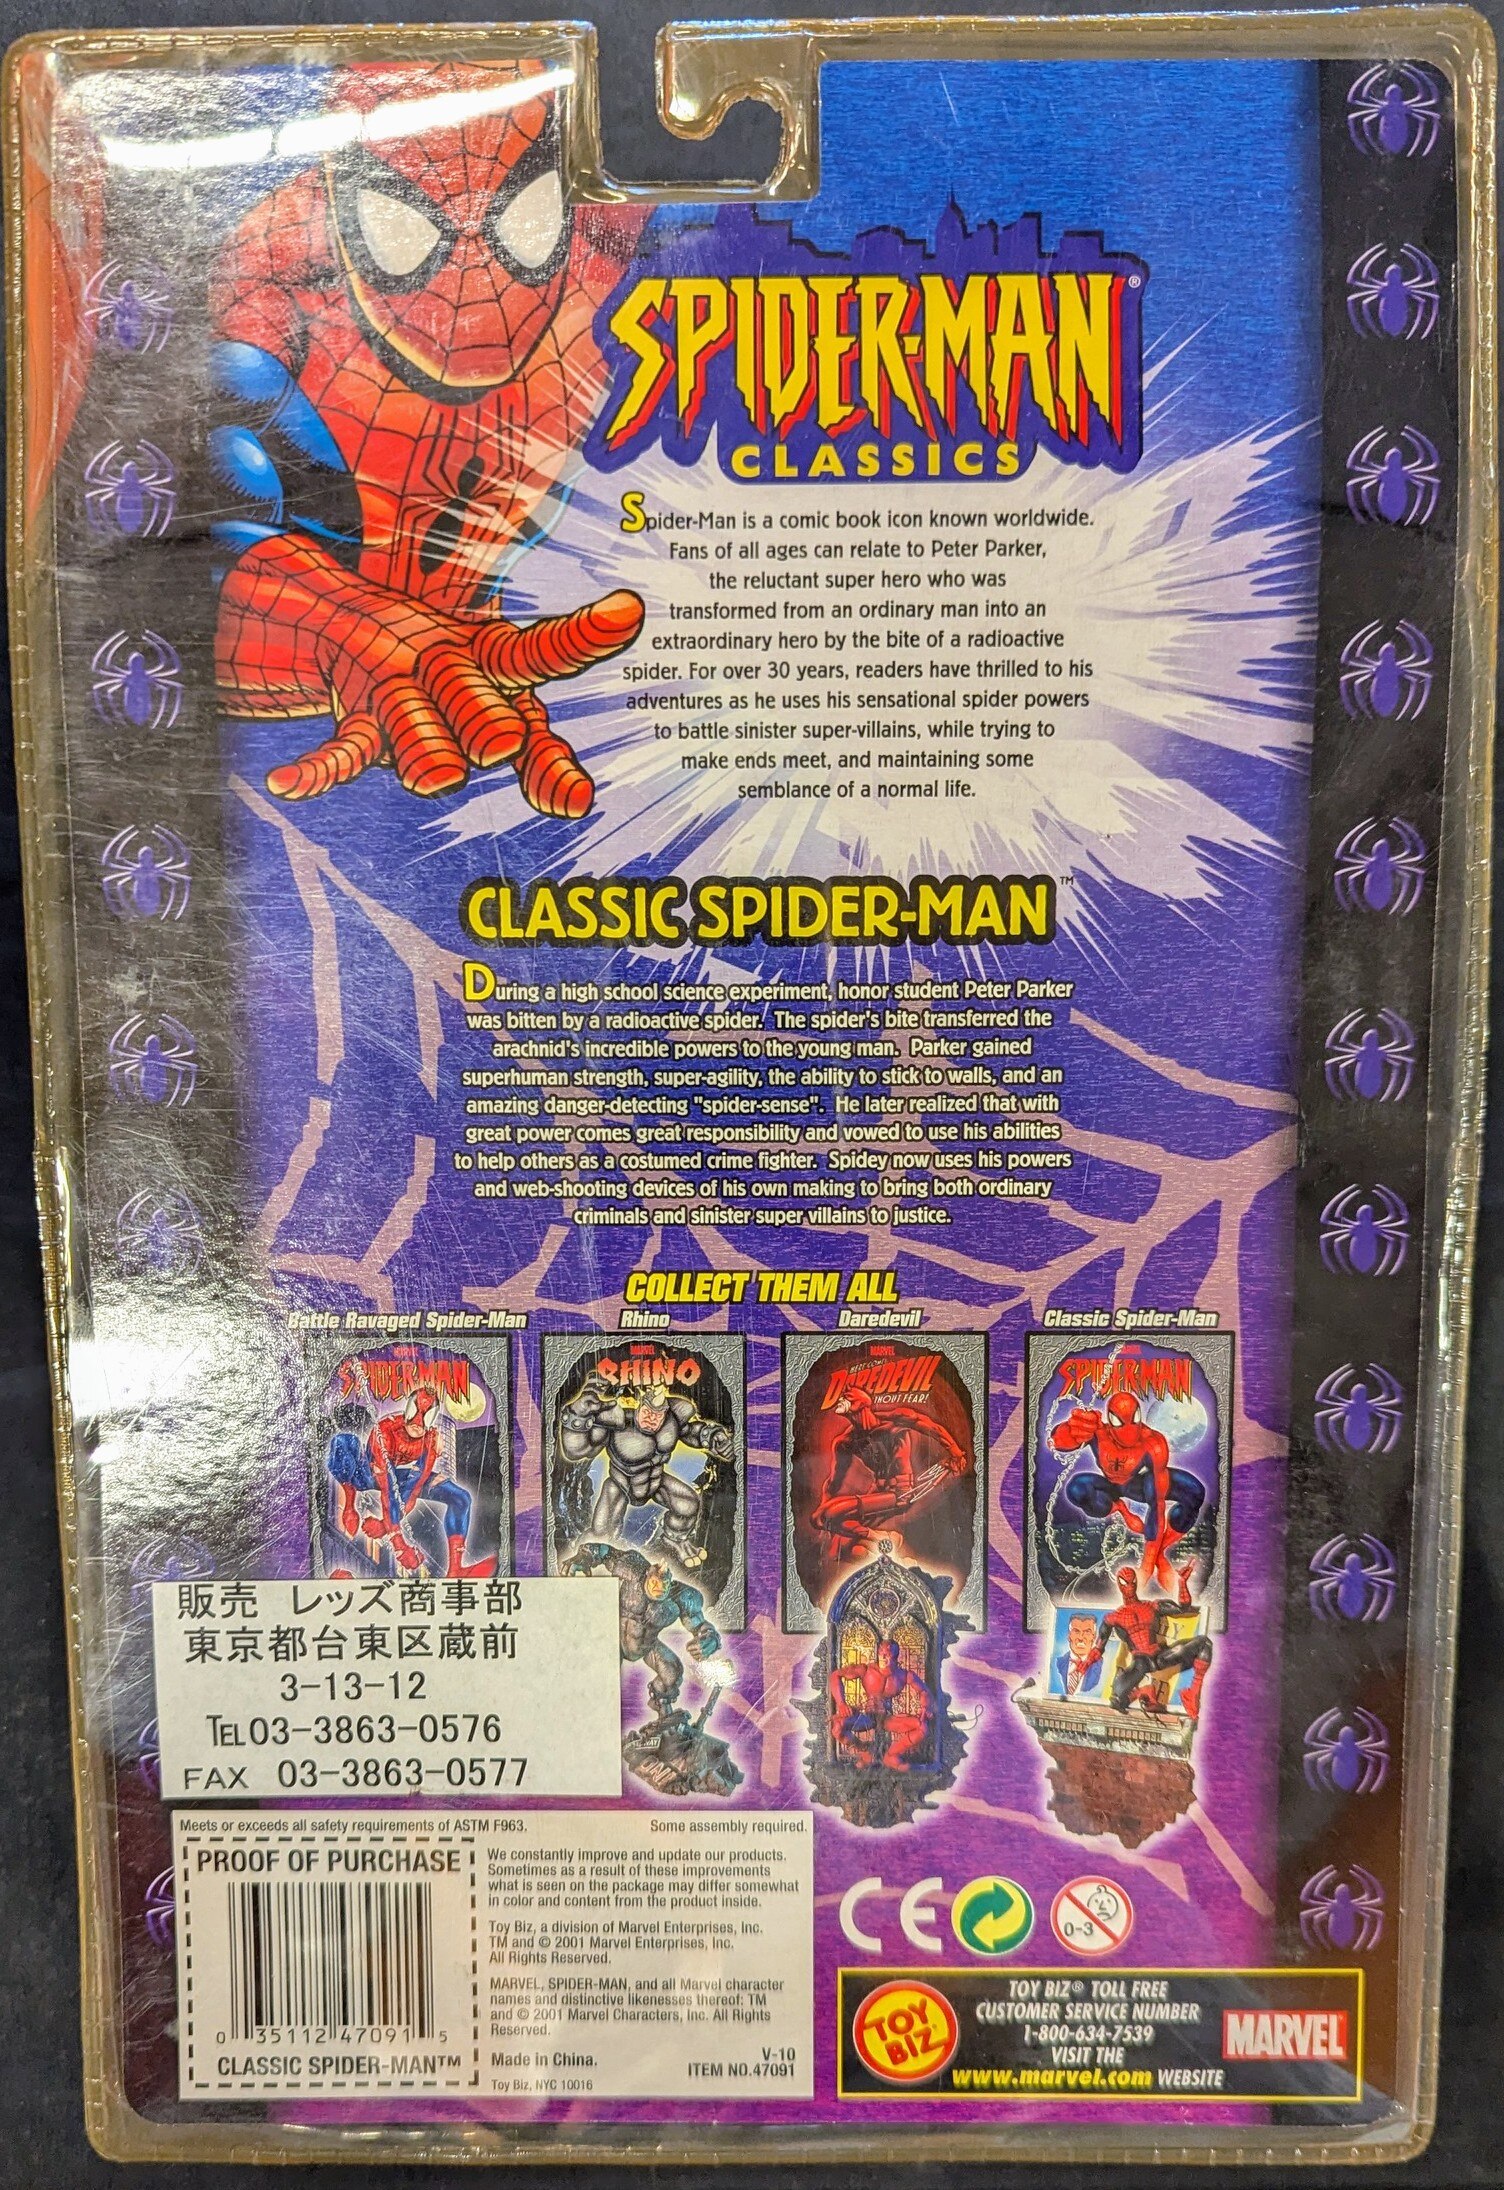 SPIDER-MAN®
CLASSICS
Spider-Man is a comic book icon known worldwide.
Fans of all ages can relate to Peter Parker,
the reluctant super hero who was
transformed from an ordinary man into an
extraordinary hero by the bite of a radioactive
spider. For over 30 years, readers have thrilled to his
adventures as he uses his sensational spider powers
to battle sinister super-villains, while trying to
make ends meet, and maintaining some
semblance of a normal life.
CLASSIC SPIDER-MAN™
During a high school science experiment, honor student Peter Parker
was bitten by a radioactive spider. The spider's bite transferred the
arachnid's incredible powers to the young man. Parker gained
superhuman strength, super-agility, the ability to stick to walls, and an
amazing danger-detecting "spider-sense". He later realized that with
great power comes great responsibility and vowed to use his abilities
to help others as a costumed crime fighter. Spidey now uses his powers
and web-shooting devices of his own making to bring both ordinary
criminals and sinister super villains to justice.
COLLECT THEM ALL
Battle Ravaged Spider-Man Rhino Daredevil Classic Spider-Man
MARVEL MARVEL MARVEL MARVEL
SPIDER-MAN RHINO HERE COMES DAREDEVIL SPIDER-MAN
WITHOUT FEAR!
販売 レッズ商事部
東京都台東区蔵前
3-13-12
TEL03-3863-0576
FAX 03-3863-0577
Meets or exceeds all safety requirements of ASTM F963. Some assembly required.
PROOF OF PURCHASE
0 35112 47091 5
CLASSIC SPIDER-MAN™
We constantly improve and update our products.
Sometimes as a result of these improvements
what is seen on the package may differ somewhat
in color and content from the product inside.
Toy Biz, a division of Marvel Enterprises, Inc.
TM and © 2001 Marvel Enterprises, Inc.
All Rights Reserved.
MARVEL, SPIDER-MAN, and all Marvel character
names and distinctive likenesses thereof: TM
and © 2001 Marvel Characters, Inc. All Rights
Reserved.
Made in China. V-10
ITEM NO.47091
Toy Biz, NYC 10016
CE
0-3
TOY BIZ
TOY BIZ® TOLL FREE
CUSTOMER SERVICE NUMBER
1-800-634-7539
VISIT THE
www.marvel.com WEBSITE
MARVEL